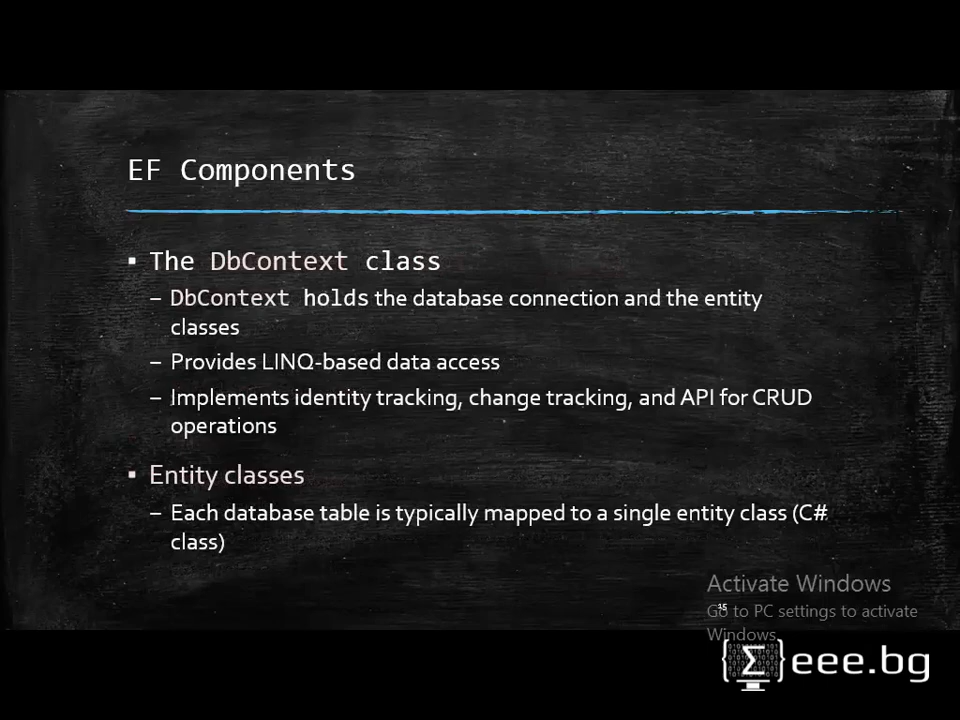 EF Components
▪ The DbContext class
– DbContext holds the database connection and the entity
classes
– Provides LINQ-based data access
– Implements identity tracking, change tracking, and API for CRUD
operations
▪ Entity classes
– Each database table is typically mapped to a single entity class (C#
class)
Activate Windows
Go to PC settings to activate
Windows.
15
{Σ}eee.bg